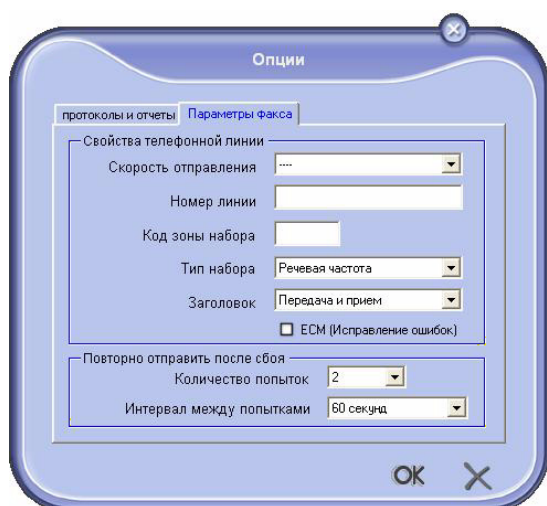 Опции
протоколы и отчеты Параметры факса
Свойства телефонной линии
Скорость отправления ----
Номер линии
Код зоны набора
Тип набора Речевая частота
Заголовок Передача и прием
ECM (Исправление ошибок)
Повторно отправить после сбоя
Количество попыток 2
Интервал между попытками 60 секунд
OK